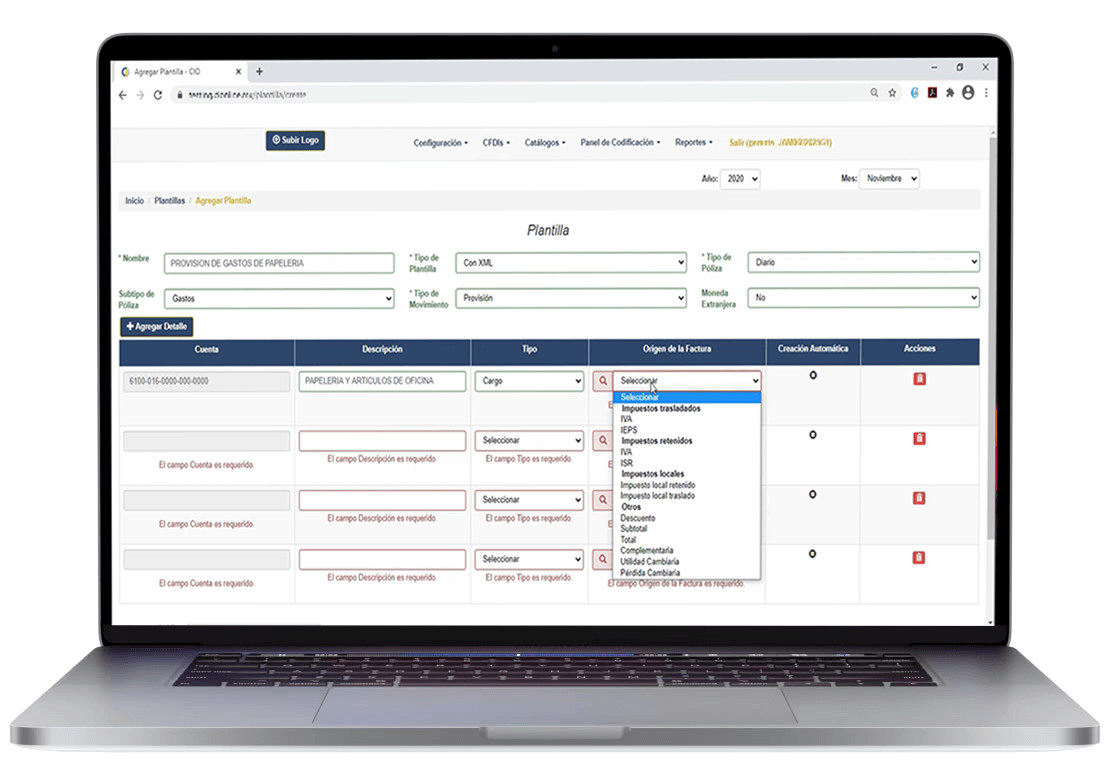 Agregar Plantilla - CIO
testing.cionline.mx/plantilla/create
Subir Logo
Configuración
CFDIs
Catálogos
Panel de Codificación
Reportes
Año: 2020
Mes: Noviembre
Inicio / Plantillas / Agregar Plantilla
Plantilla
* Nombre
PROVISION DE GASTOS DE PAPELERIA
* Tipo de
Plantilla
Con XML
* Tipo de
Póliza
Diario
Subtipo de
Póliza
Gastos
* Tipo de
Movimiento
Provisión
Moneda
Extranjera
No
+ Agregar Detalle
Cuenta Descripción Tipo Origen de la Factura Creación Automática Acciones
6100-016-0000-000-0000 PAPELERIA Y ARTICULOS DE OFICINA Cargo Seleccionar
Seleccionar
Impuestos trasladados
IVA
IEPS
Impuestos retenidos
IVA
ISR
Impuestos locales
Impuesto local retenido
Impuesto local traslado
Otros
Descuento
Subtotal
Total
Complementaria
Utilidad Cambiaria
Pérdida Cambiaria
Seleccionar
El campo Cuenta es requerido. El campo Descripción es requerido. El campo Tipo es requerido.
Seleccionar
El campo Cuenta es requerido. El campo Descripción es requerido. El campo Tipo es requerido.
Seleccionar
El campo Cuenta es requerido. El campo Descripción es requerido. El campo Tipo es requerido. El campo Origen de la Factura es requerido.